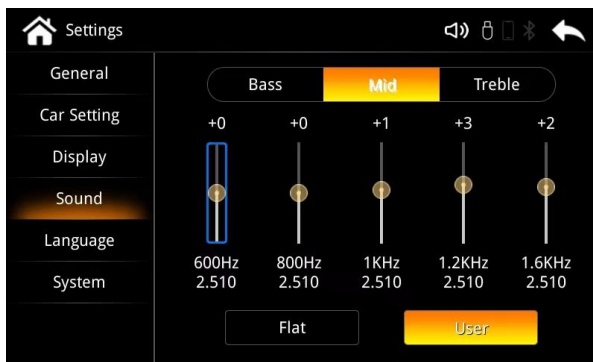 Settings
General
Car Setting
Display
Sound
Language
System
Bass Mid Treble
+0 +0 +1 +3 +2
600Hz 800Hz 1KHz 1.2KHz 1.6KHz
2.510 2.510 2.510 2.510 2.510
Flat User